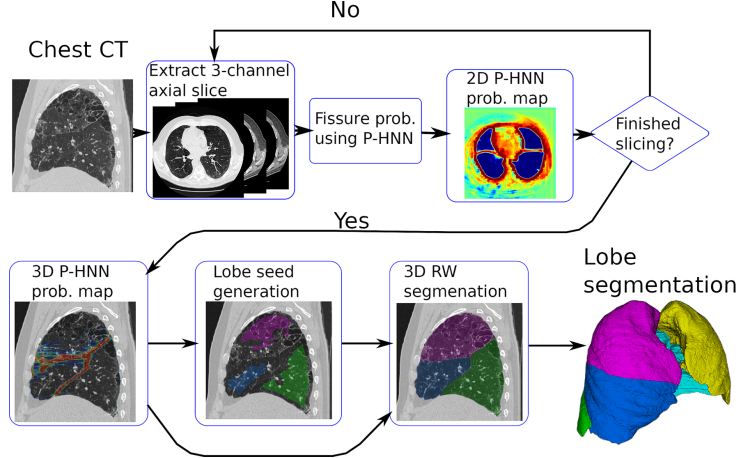 No
Chest CT
Extract 3-channel
axial slice
Fissure prob.
using P-HNN
2D P-HNN
prob. map
Finished
slicing?
Yes
3D P-HNN
prob. map
Lobe seed
generation
3D RW
segmenation
Lobe
segmentation